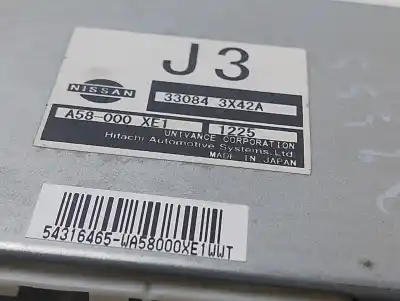 J3
NISSAN
33084 3X42A
A58-000 XE1 1225
UNIVANCE CORPORATION
Hitachi Automotive Systems,Ltd.
MADE IN JAPAN
54316465-WA58000XE1WWT